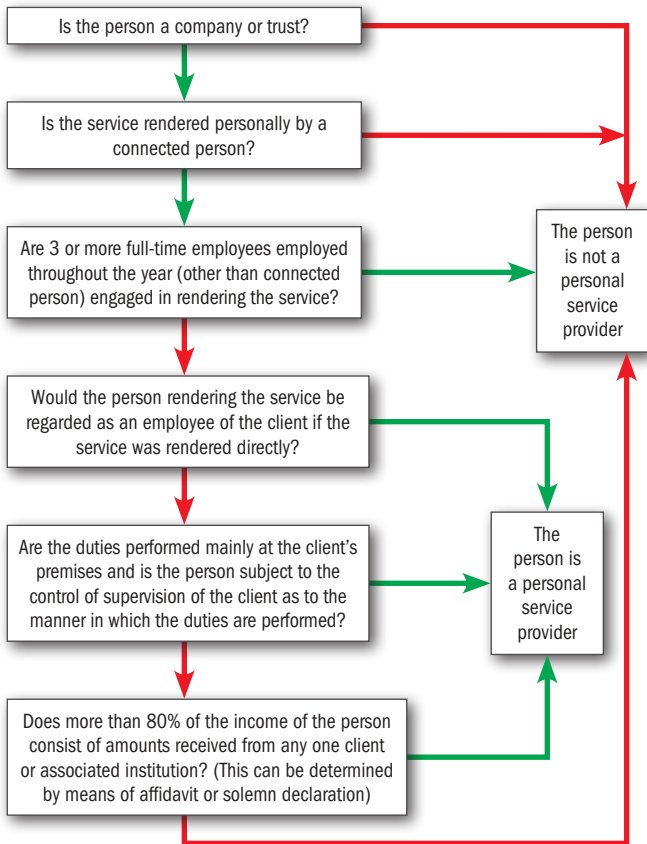 Is the person a company or trust?
Is the service rendered personally by a
connected person?
Are 3 or more full-time employees employed
throughout the year (other than connected
person) engaged in rendering the service?
The person
is not a
personal
service
provider
Would the person rendering the service be
regarded as an employee of the client if the
service was rendered directly?
Are the duties performed mainly at the client's
premises and is the person subject to the
control of supervision of the client as to the
manner in which the duties are performed?
The
person is
a personal
service
provider
Does more than 80% of the income of the person
consist of amounts received from any one client
or associated institution? (This can be determined
by means of affidavit or solemn declaration)